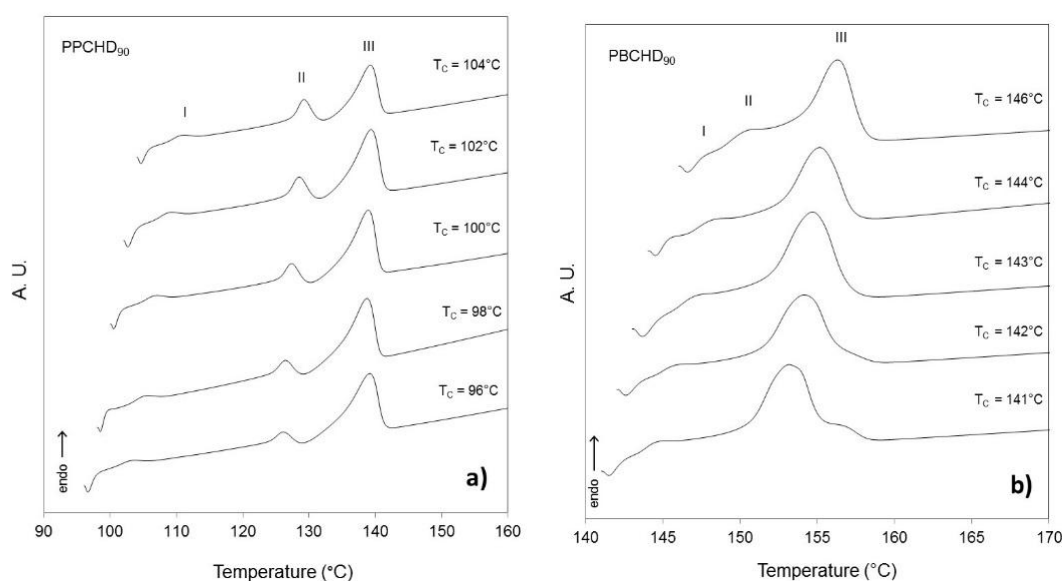 PPCHD90
I
II
III
TC = 104°C
TC = 102°C
TC = 100°C
TC = 98°C
TC = 96°C
A. U.
endo
a)
90 100 110 120 130 140 150 160
Temperature (°C)
PBCHD90
I
II
III
TC = 146°C
TC = 144°C
TC = 143°C
TC = 142°C
TC = 141°C
A. U.
endo
b)
140 145 150 155 160 165 170
Temperature (°C)